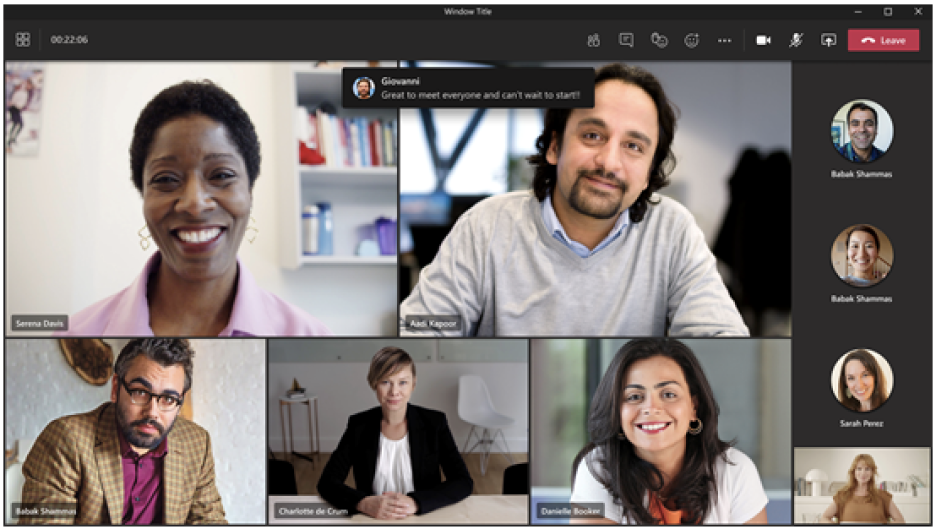 Window Title
00:22:06
Leave
Giovanni
Great to meet everyone and can't wait to start!!
Serena Davis
Aadi Kapoor
Babak Shammas
Babak Shammas
Sarah Perez
Babak Shammas
Charlotte de Crum
Danielle Booker